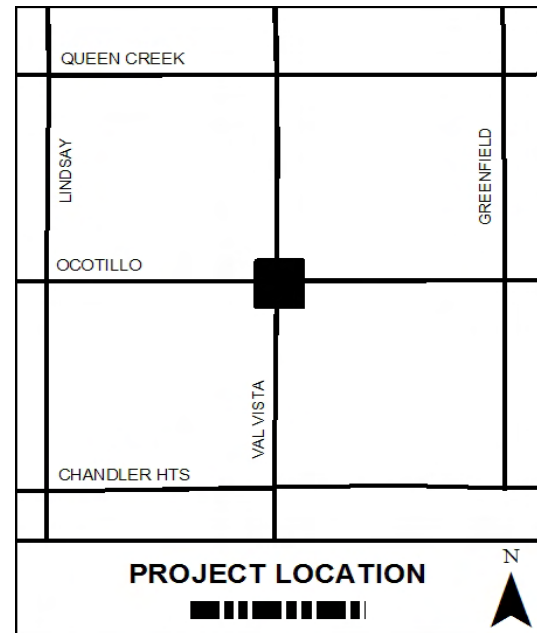 QUEEN CREEK
LINDSAY
GREENFIELD
OCOTILLO
VAL VISTA
CHANDLER HTS
PROJECT LOCATION
N